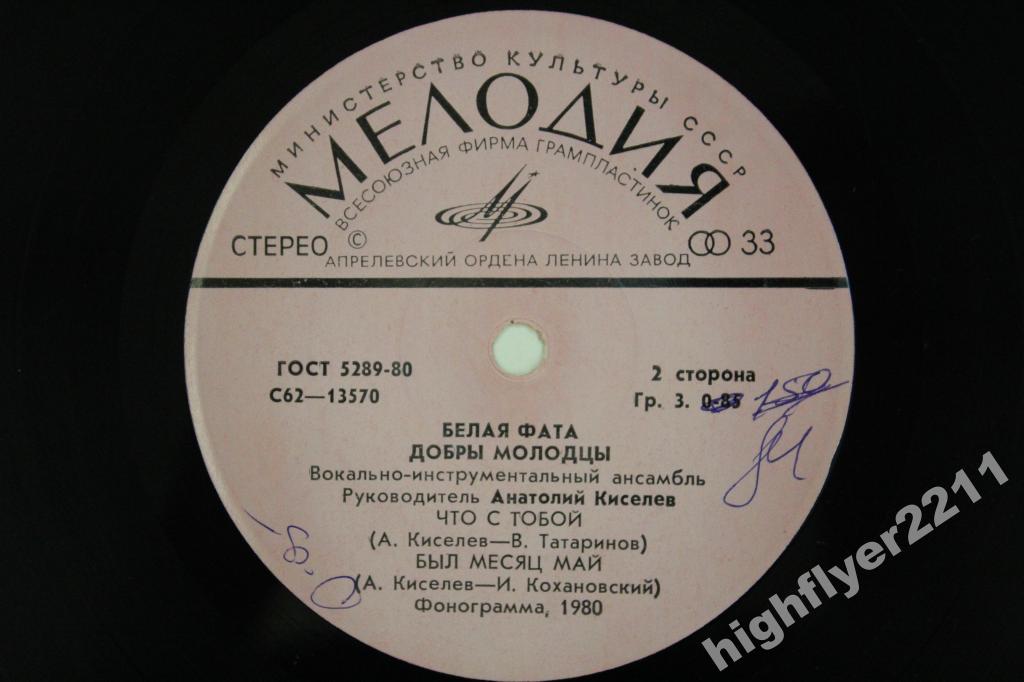 МИНИСТЕРСТВО КУЛЬТУРЫ СССР
МЕЛОДИЯ
ВСЕСОЮЗНАЯ ФИРМА ГРАМПЛАСТИНОК
СТЕРЕО © 33
АПРЕЛЕВСКИЙ ОРДЕНА ЛЕНИНА ЗАВОД
ГОСТ 5289-80
2 сторона
С62—13570
Гр. 3. 0-85 150
БЕЛАЯ ФАТА
ДОБРЫ МОЛОДЦЫ
Вокально-инструментальный ансамбль
Руководитель Анатолий Киселев
ЧТО С ТОБОЙ
(А. Киселев—В. Татаринов)
БЫЛ МЕСЯЦ МАЙ
(А. Киселев—И. Кохановский)
Фонограмма, 1980
highflyer2211